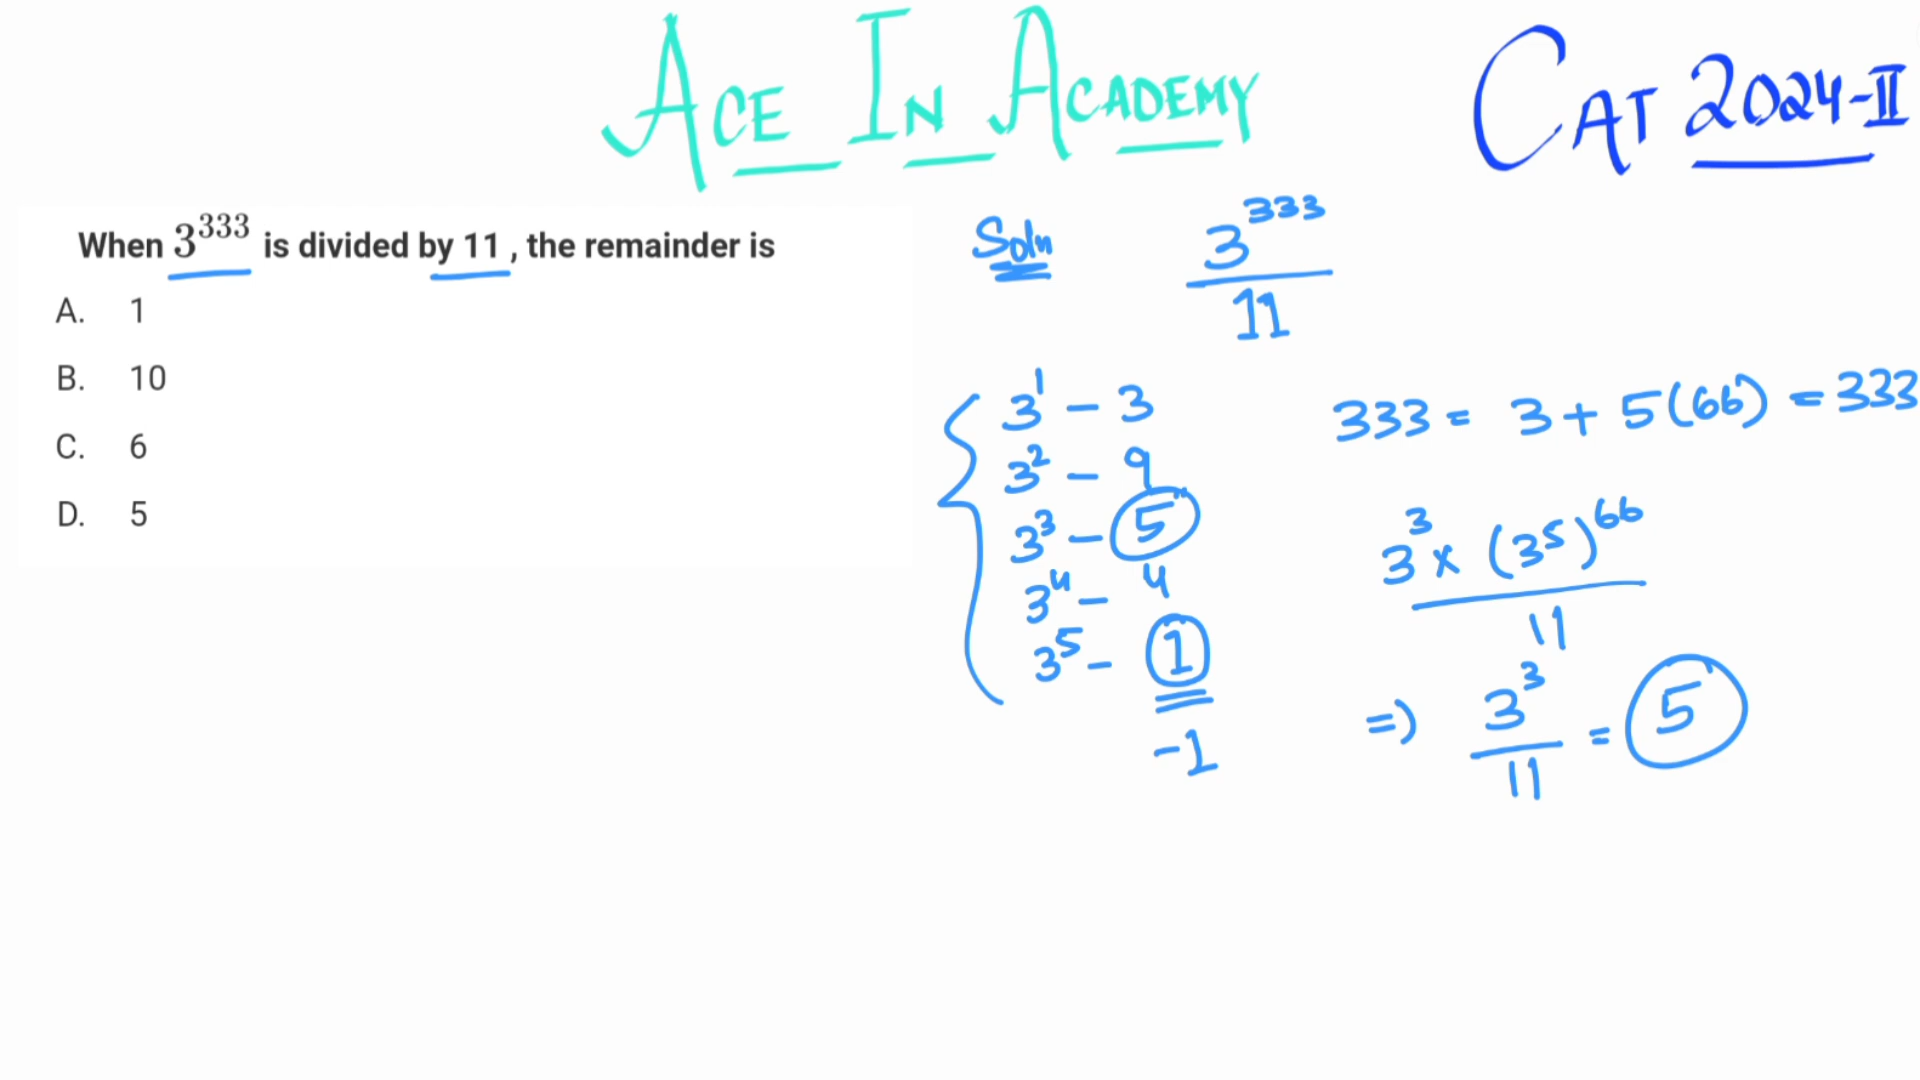 ACE IN ACADEMY
CAT 2024-II
When 3^333 is divided by 11 , the remainder is
A. 1
B. 10
C. 6
D. 5
Soln
3^333
11
3^1 - 3
3^2 - 9
3^3 - 5
3^4 - 4
3^5 - 1
-1
333 = 3 + 5(66) = 333
3^3 x (3^5)^66
11
=) 3^3 = 5
11